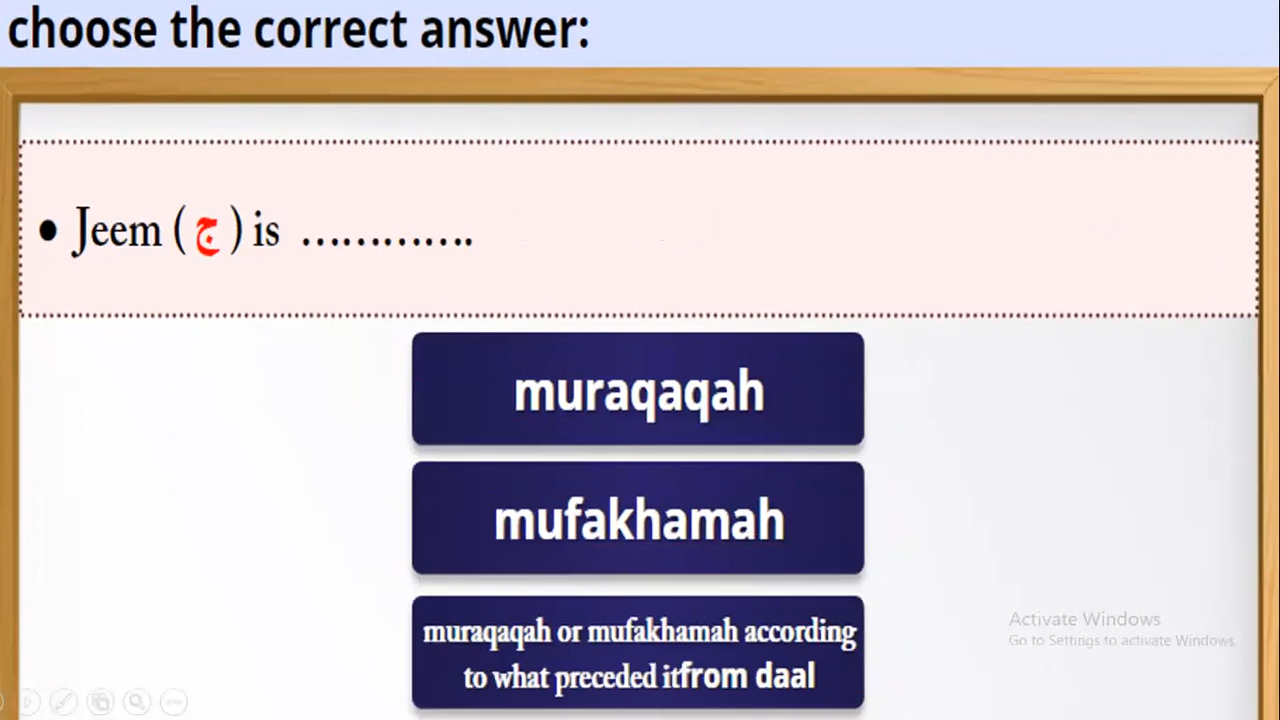 choose the correct answer:
• Jeem ( ج ) is .............
muraqaqah
mufakhamah
muraqaqah or mufakhamah according
to what preceded itfrom daal
Activate Windows
Go to Settings to activate Windows.